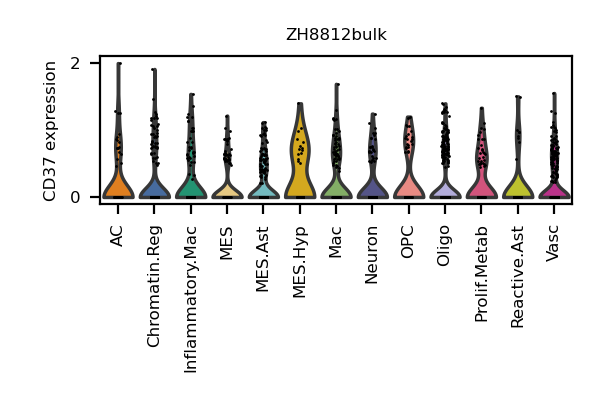 ZH8812bulk
CD37 expression
2
0
AC
Chromatin.Reg
Inflammatory.Mac
MES
MES.Ast
MES.Hyp
Mac
Neuron
OPC
Oligo
Prolif.Metab
Reactive.Ast
Vasc